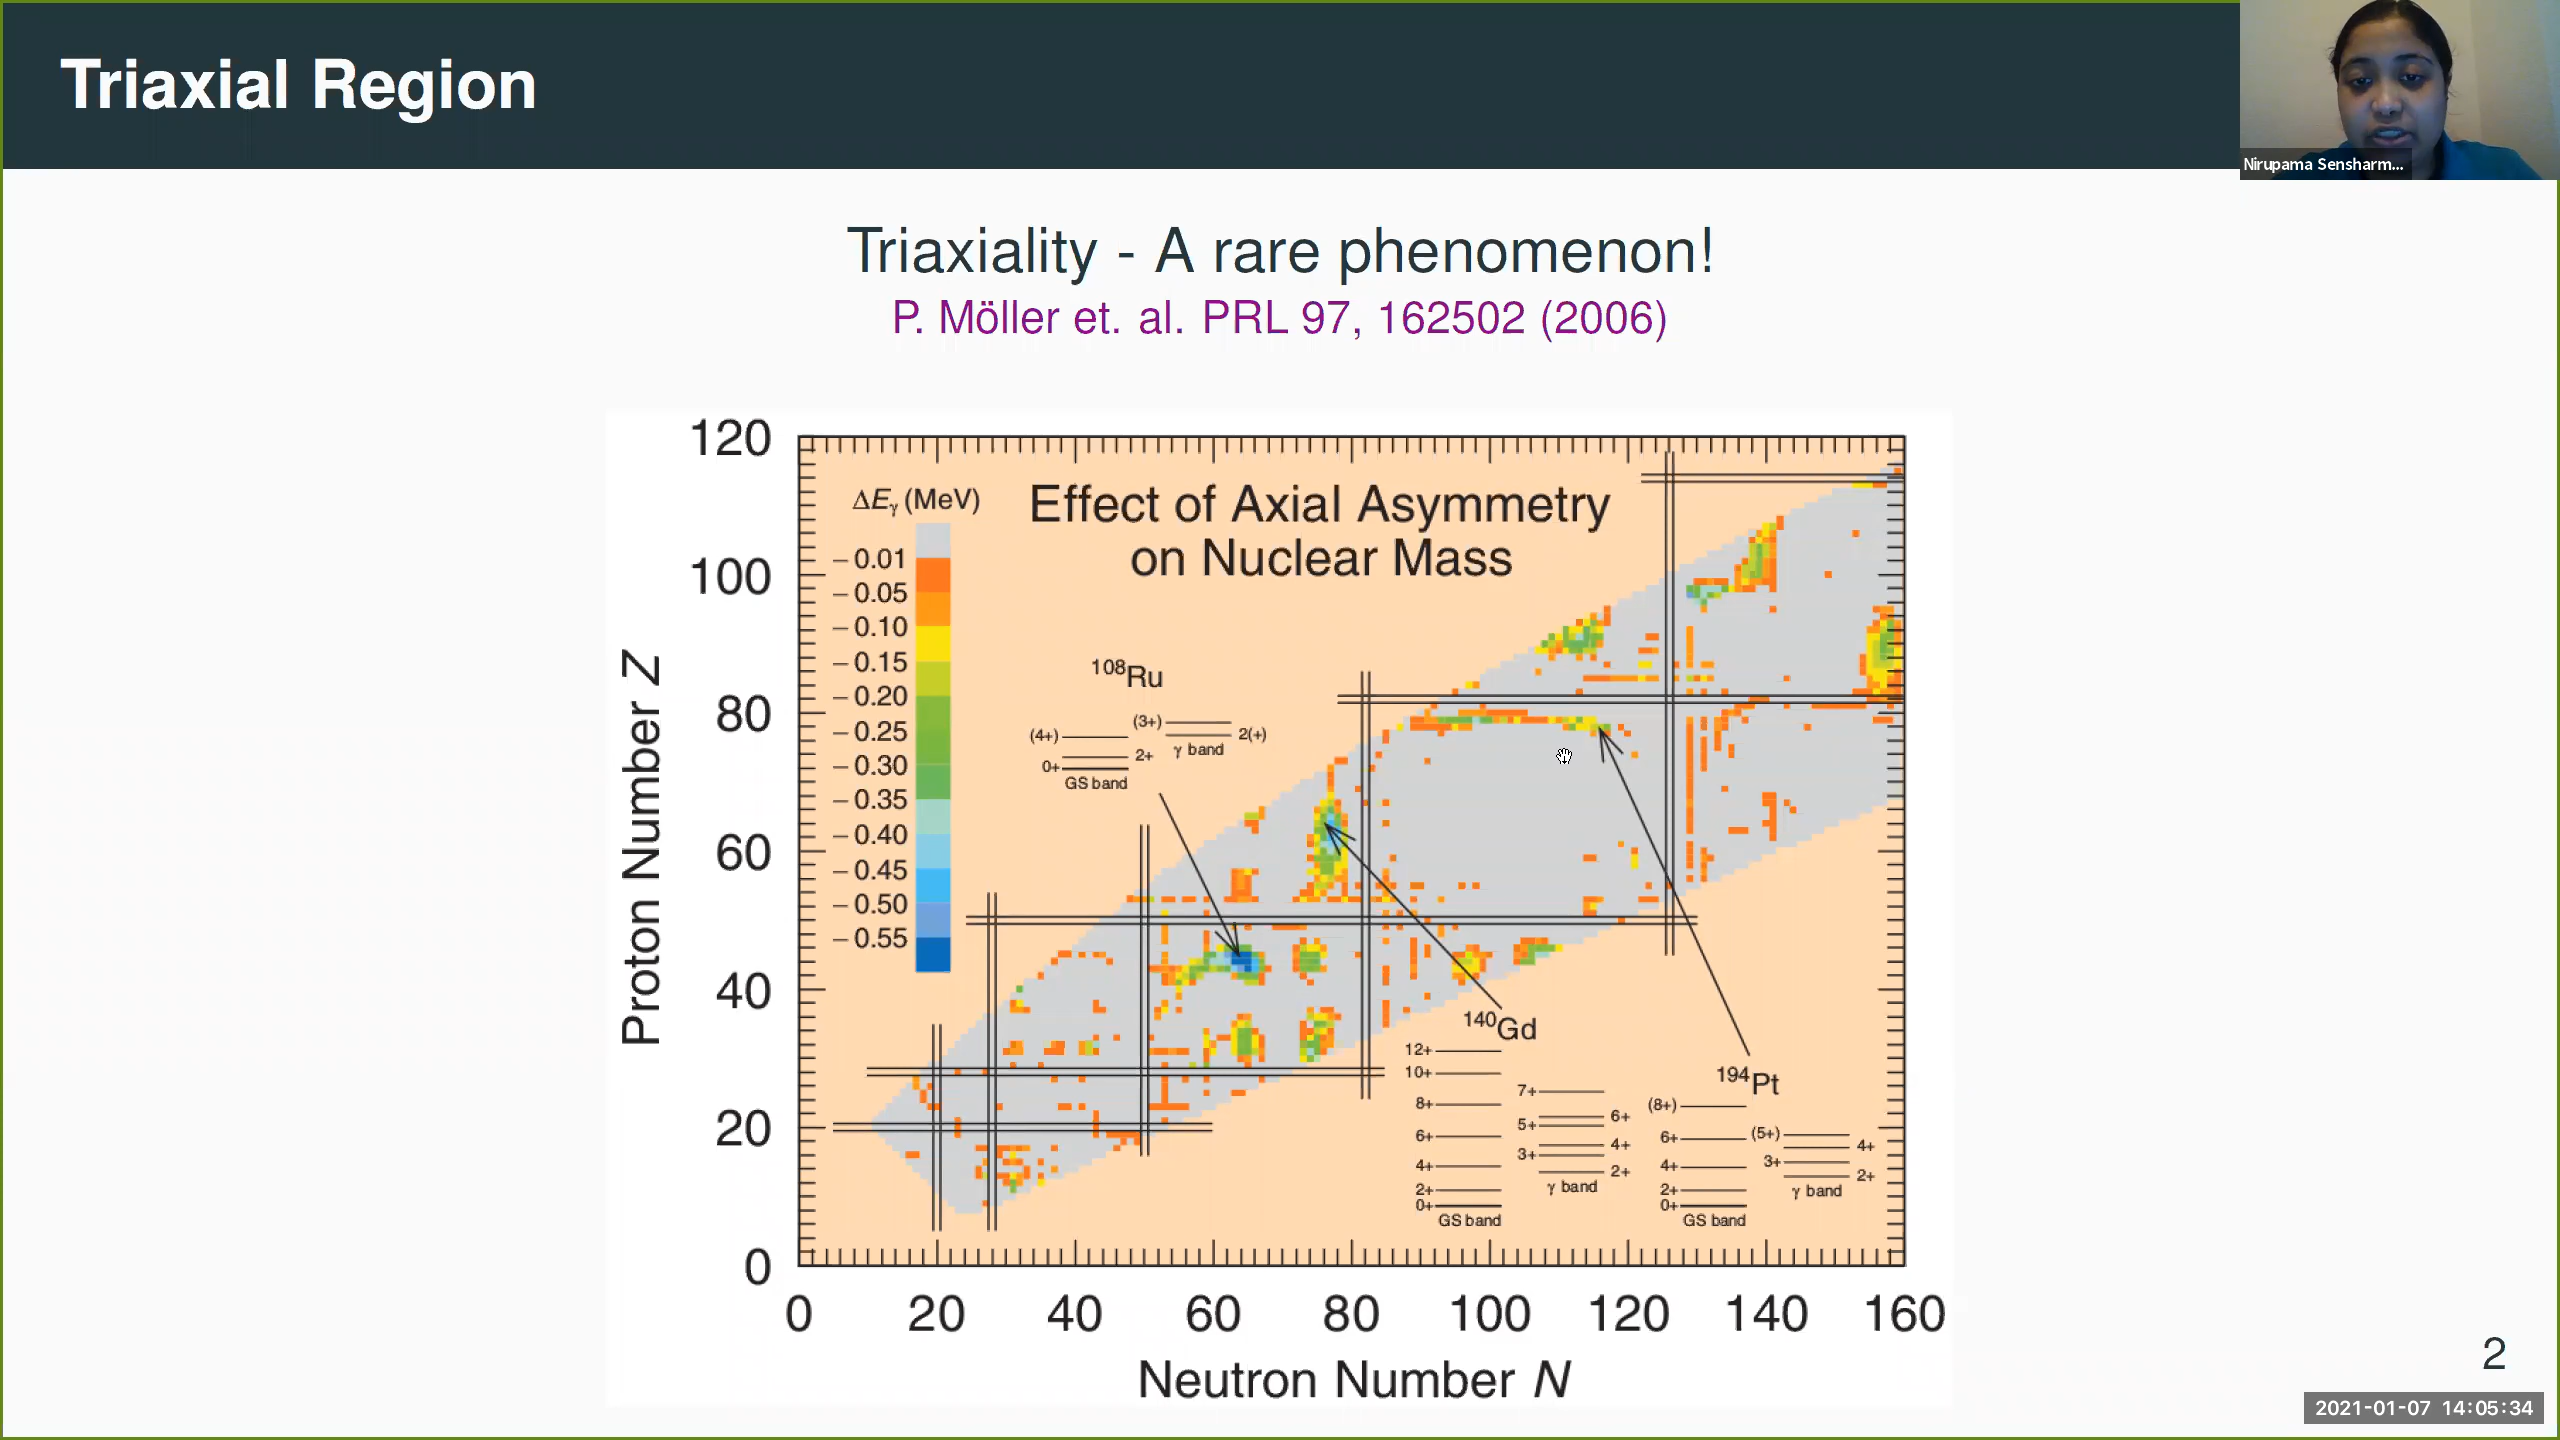 Triaxial Region
Nirupama Sensharm...
Triaxiality - A rare phenomenon!
P. Möller et. al. PRL 97, 162502 (2006)
Effect of Axial Asymmetry
on Nuclear Mass
ΔEγ (MeV)
−0.01
−0.05
−0.10
−0.15
−0.20
−0.25
−0.30
−0.35
−0.40
−0.45
−0.50
−0.55
120
100
80
60
40
20
0
Proton Number Z
108Ru
(3+)
(4+) 2(+)
2+ γ band
0+
GS band
140Gd
12+
10+
8+
6+
4+
2+
0+
GS band
7+
6+
5+
4+
3+
2+
γ band
194Pt
(8+)
6+
4+
2+
0+
GS band
(5+)
4+
3+
2+
γ band
0 20 40 60 80 100 120 140 160
Neutron Number N
2
2021-01-07 14:05:34